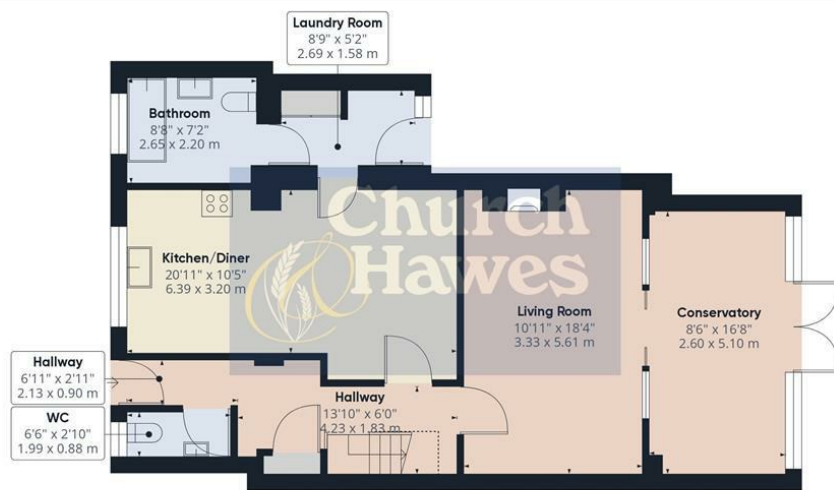 Laundry Room
8'9" x 5'2"
2.69 x 1.58 m
Bathroom
8'8" x 7'2"
2.65 x 2.20 m
Church
Hawes
Kitchen/Diner
20'11" x 10'5"
6.39 x 3.20 m
Living Room
10'11" x 18'4"
3.33 x 5.61 m
Conservatory
8'6" x 16'8"
2.60 x 5.10 m
Hallway
6'11" x 2'11"
2.13 x 0.90 m
WC
6'6" x 2'10"
1.99 x 0.88 m
Hallway
13'10" x 6'0"
4.23 x 1.83 m